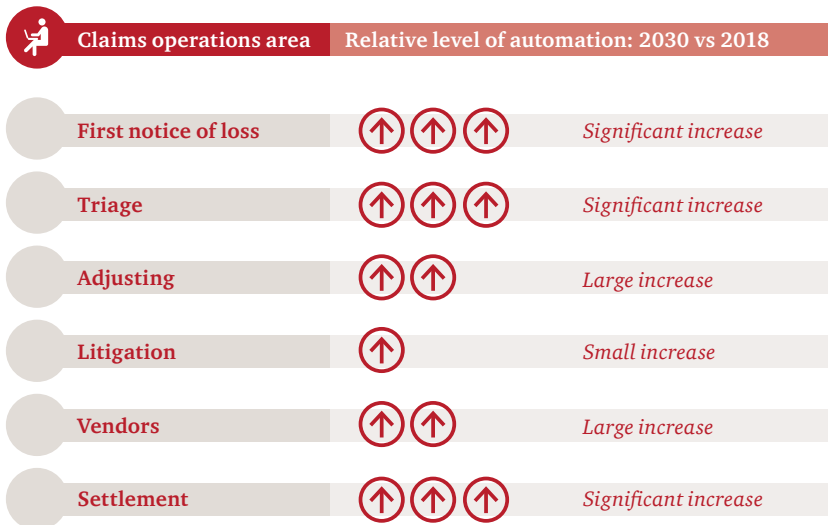 Claims operations area Relative level of automation: 2030 vs 2018
First notice of loss Significant increase
Triage Significant increase
Adjusting Large increase
Litigation Small increase
Vendors Large increase
Settlement Significant increase